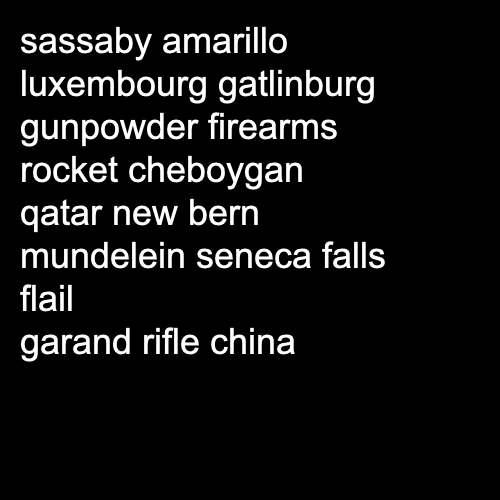 sassaby amarillo
luxembourg gatlinburg
gunpowder firearms
rocket cheboygan
qatar new bern
mundelein seneca falls
flail
garand rifle china